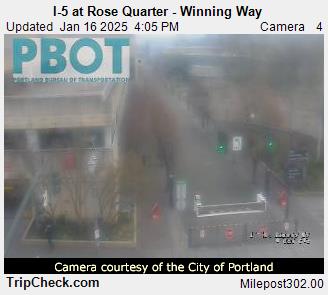 I-5 at Rose Quarter - Winning Way
Updated  Jan 16 2025  4:05 PM
Camera   4
PBOT
PORTLAND BUREAU OF TRANSPORTATION
Camera courtesy of the City of Portland
TripCheck.com
Milepost302.00